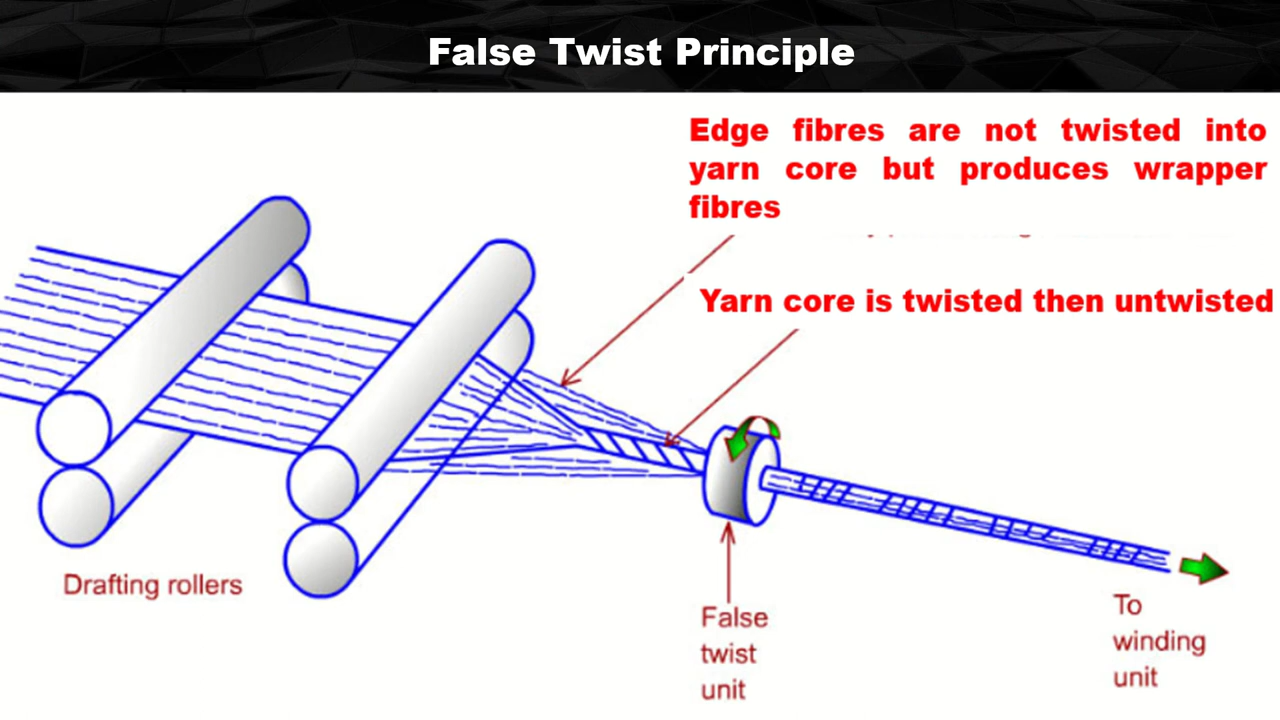 False Twist Principle
Edge fibres are not twisted into
yarn core but produces wrapper
fibres
Yarn core is twisted then untwisted
Drafting rollers
False
twist
unit
To
winding
unit